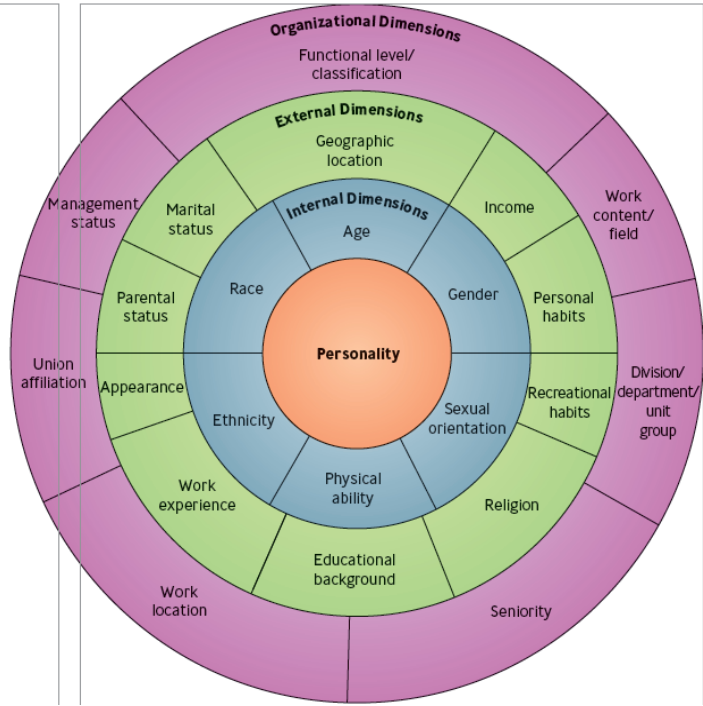 Organizational Dimensions
Functional level/
classification
External Dimensions
Geographic
location
Internal Dimensions
Age
Management
status
Marital
status
Income
Work
content/
field
Race
Gender
Parental
status
Personal
habits
Personality
Union
affiliation
Appearance
Recreational
habits
Division/
department/
unit
group
Ethnicity
Sexual
orientation
Physical
ability
Work
experience
Religion
Educational
background
Work
location
Seniority